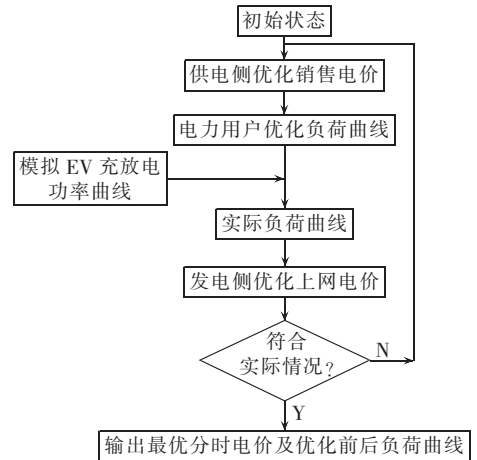 初始状态
供电侧优化销售电价
电力用户优化负荷曲线
模拟 EV 充放电
功率曲线
实际负荷曲线
发电侧优化上网电价
符合
实际情况?
N
Y
输出最优分时电价及优化前后负荷曲线